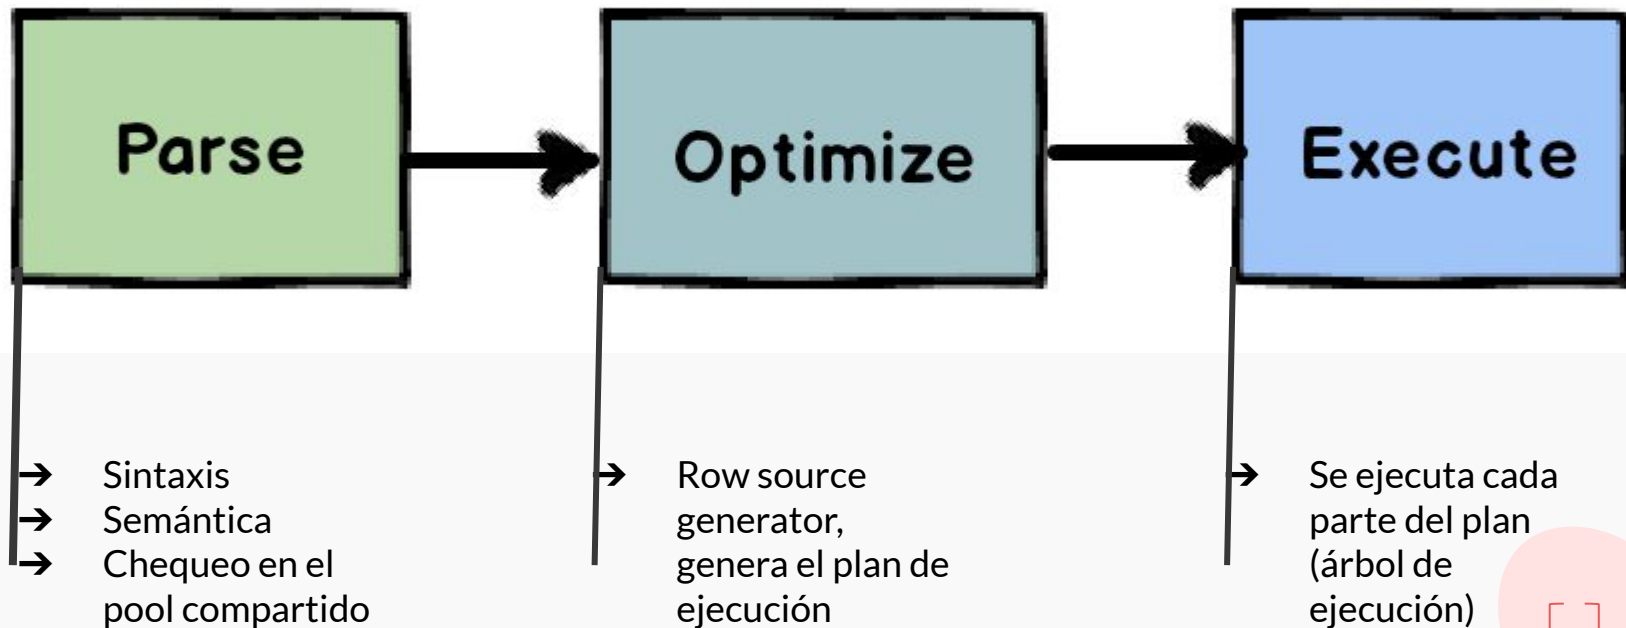 Parse
Optimize
Execute
Sintaxis
Semántica
Chequeo en el
pool compartido
Row source
generator,
genera el plan de
ejecución
Se ejecuta cada
parte del plan
(árbol de
ejecución)